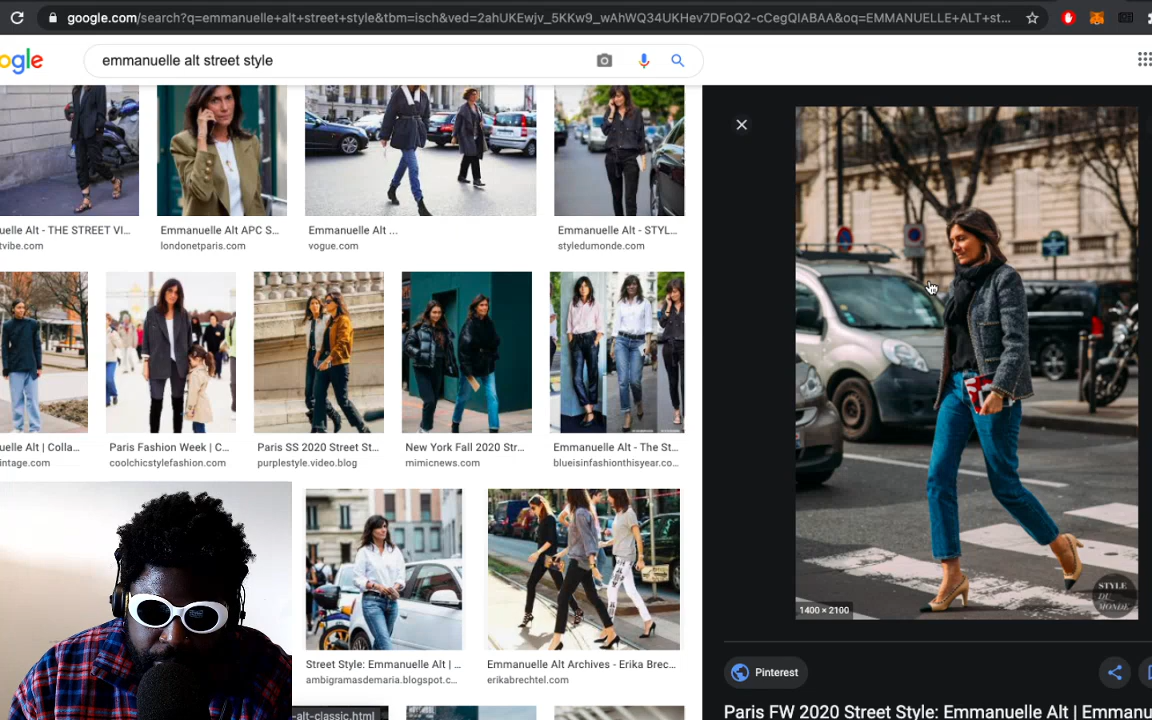 google.com/search?q=emmanuelle+alt+street+style&tbm=isch&ved=2ahUKEwjv_5KKw9_wAhWQ34UKHev7DFoQ2-cCegQIABAA&oq=EMMANUELLE+ALT+st...
ogle
emmanuelle alt street style
uelle Alt - THE STREET VI...
tvibe.com
Emmanuelle Alt APC S...
londonetparis.com
Emmanuelle Alt ...
vogue.com
Emmanuelle Alt - STYL...
styledumonde.com
uelle Alt | Colla...
intage.com
Paris Fashion Week | C...
coolchicstylefashion.com
Paris SS 2020 Street St...
purplestyle.video.blog
New York Fall 2020 Str...
mimicnews.com
Emmanuelle Alt - The St...
blueisinfashionthisyear.co...
Street Style: Emmanuelle Alt | ...
ambigramasdemaria.blogspot.c...
Emmanuelle Alt Archives - Erika Brec...
erikabrechtel.com
-alt-classic.html
STYLE
DU
MONDE
1400 × 2100
Pinterest
Paris FW 2020 Street Style: Emmanuelle Alt | Emmanu